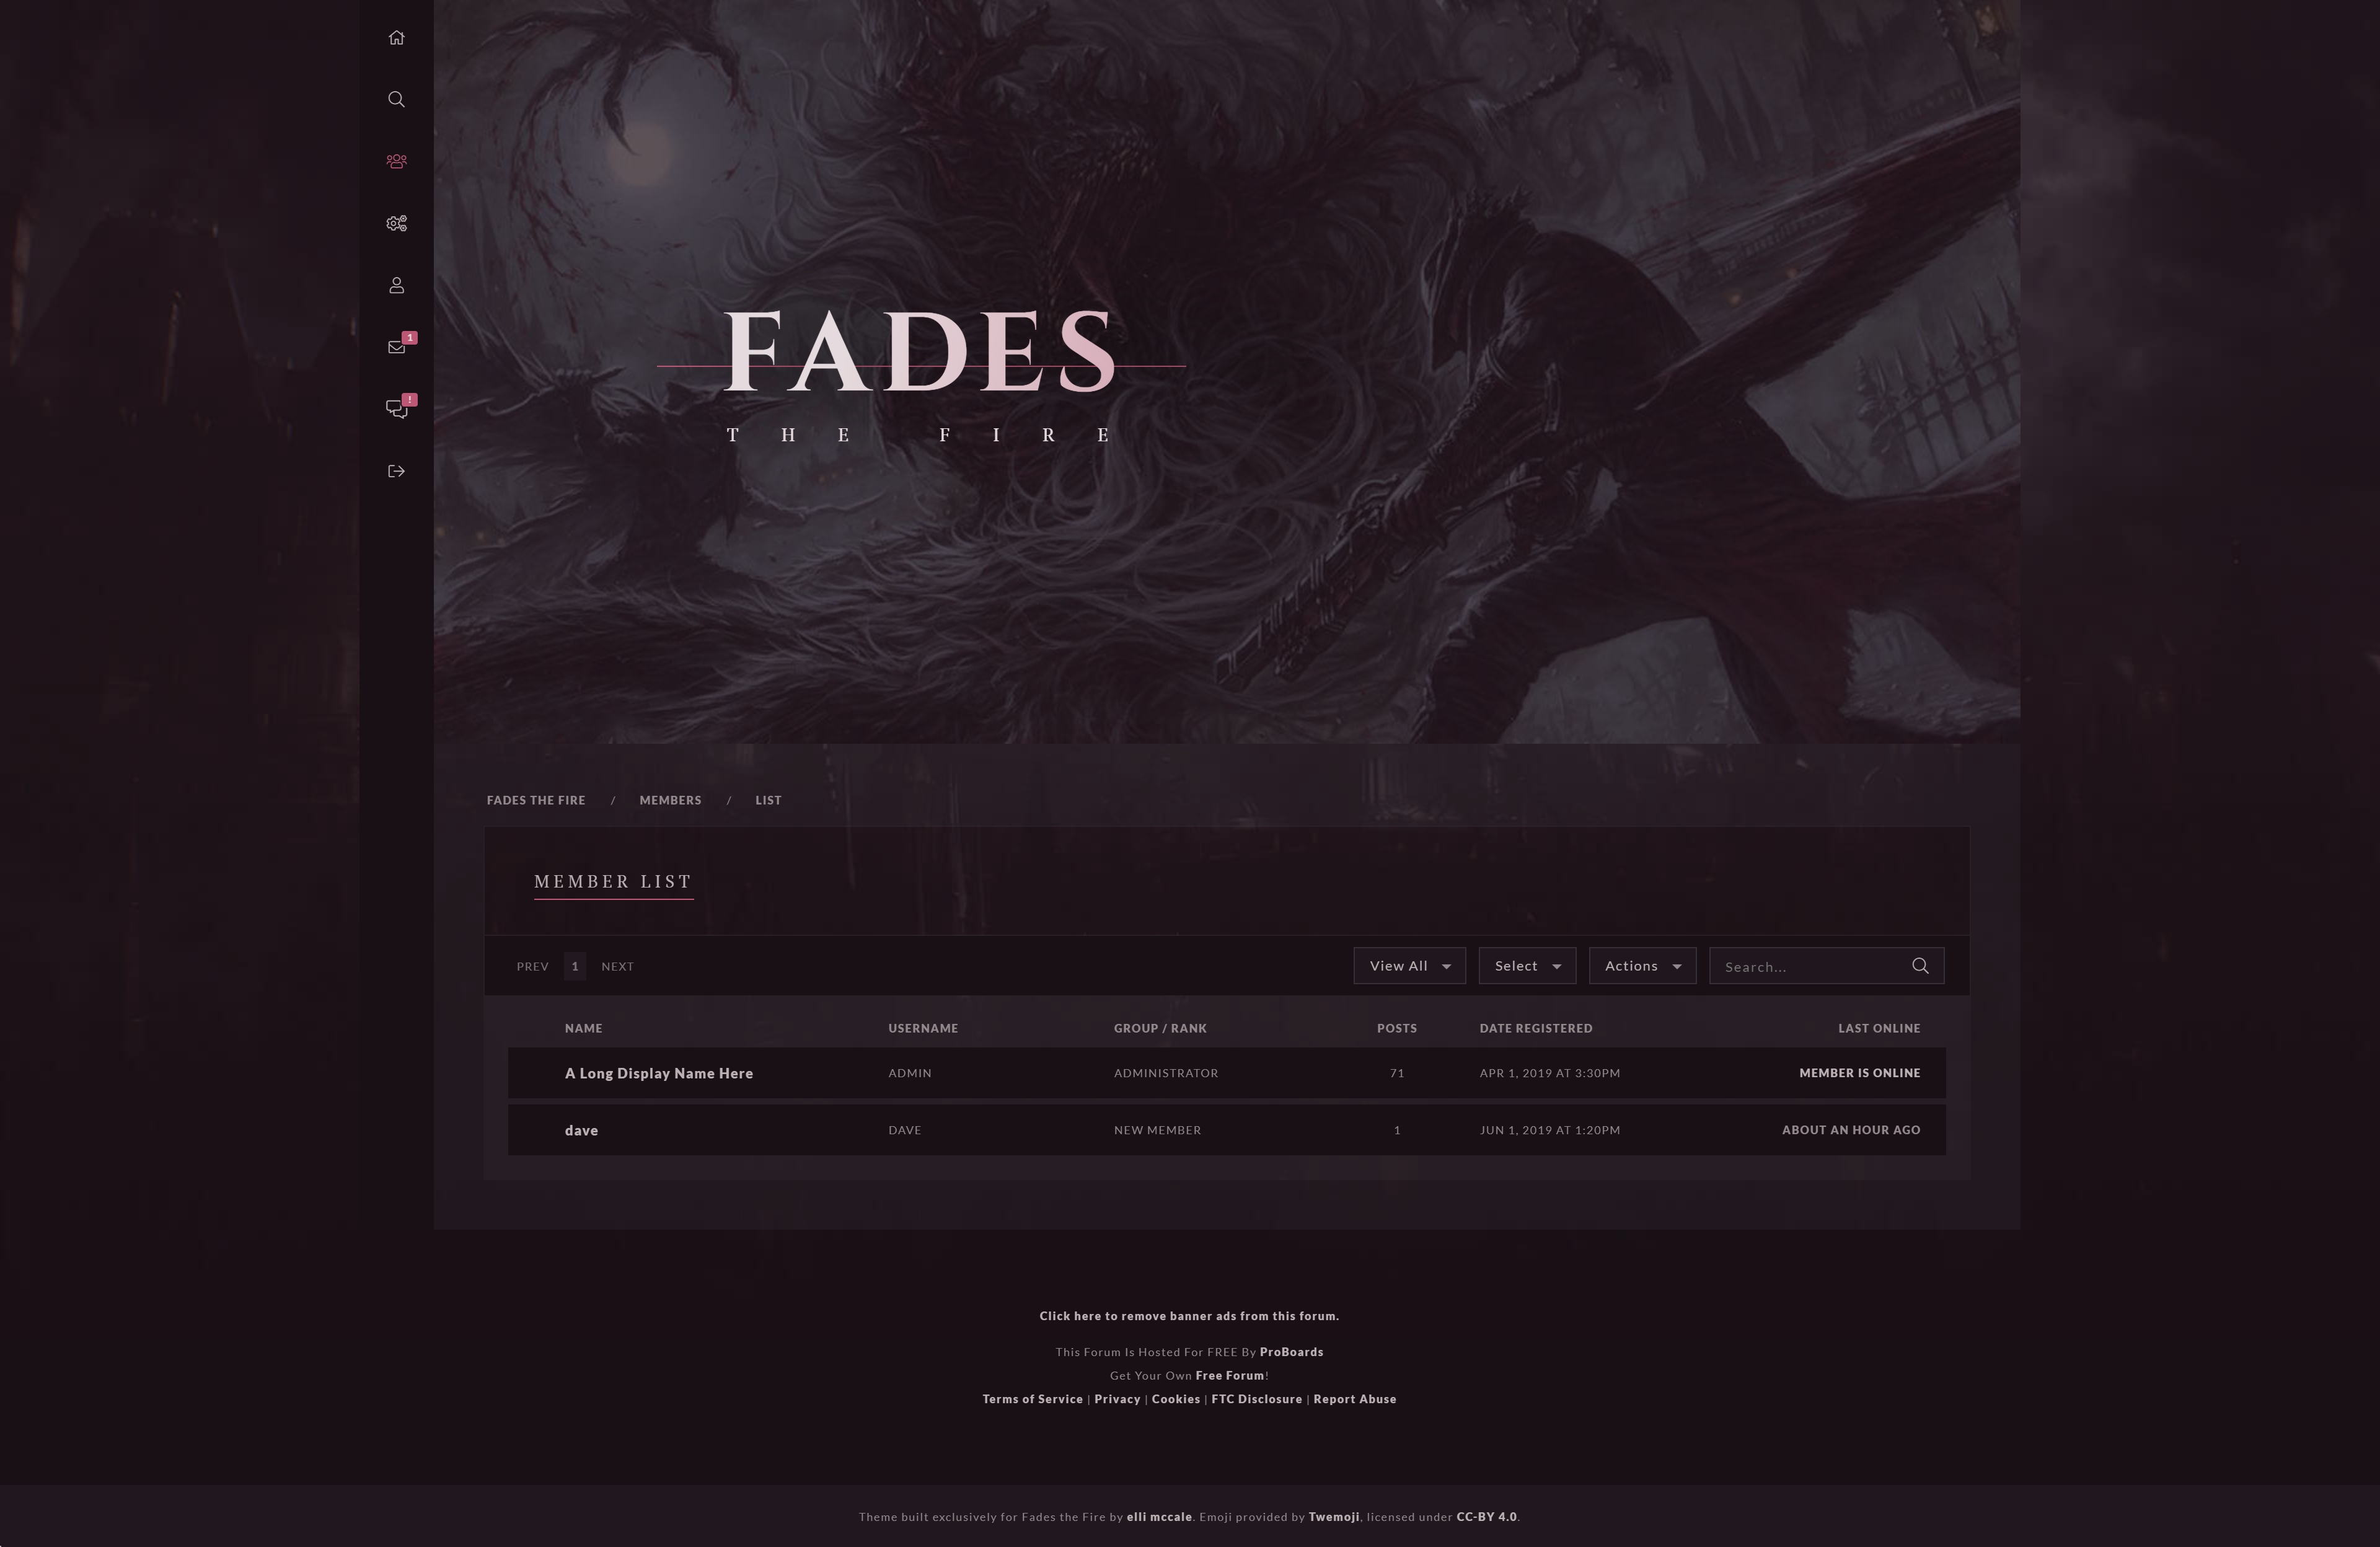 1
!
FADES
THE FIRE
FADES THE FIRE / MEMBERS / LIST
MEMBER LIST
PREV 1 NEXT View All Select Actions Search...
NAME USERNAME GROUP / RANK POSTS DATE REGISTERED LAST ONLINE
A Long Display Name Here ADMIN ADMINISTRATOR 71 APR 1, 2019 AT 3:30PM MEMBER IS ONLINE
dave DAVE NEW MEMBER 1 JUN 1, 2019 AT 1:20PM ABOUT AN HOUR AGO
Click here to remove banner ads from this forum.
This Forum Is Hosted For FREE By ProBoards
Get Your Own Free Forum!
Terms of Service | Privacy | Cookies | FTC Disclosure | Report Abuse
Theme built exclusively for Fades the Fire by elli mccale. Emoji provided by Twemoji, licensed under CC-BY 4.0.